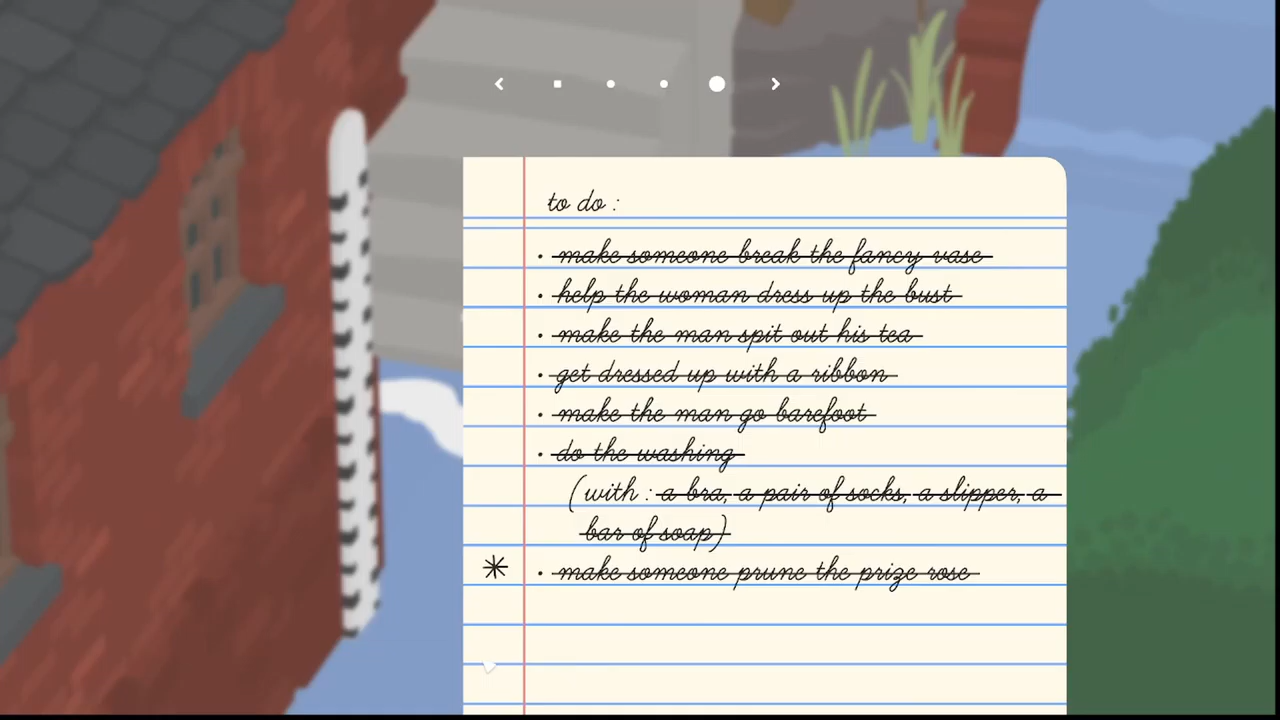 to do :
· make someone break the fancy vase
· help the woman dress up the bust
· make the man spit out his tea
· get dressed up with a ribbon
· make the man go barefoot
· do the washing
(with : a bra, a pair of socks, a slipper, a
bar of soap)
· make someone prune the prize rose